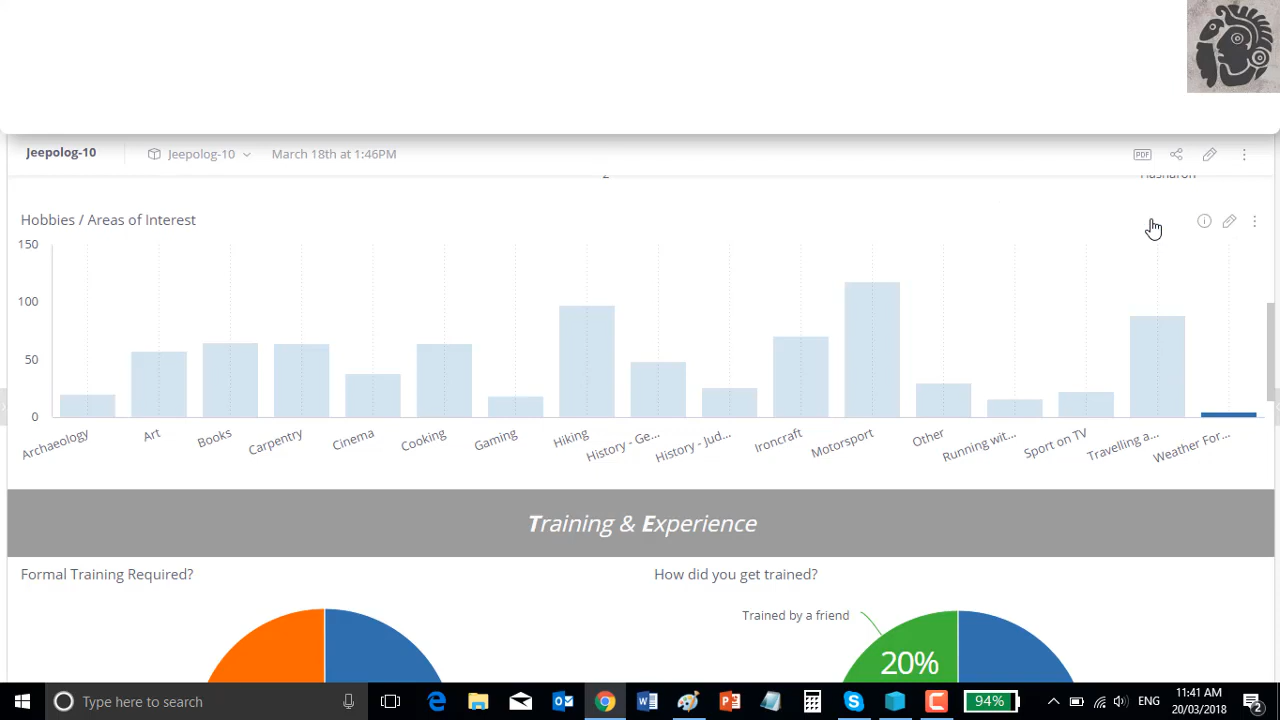 Jeepolog-10
Jeepolog-10
March 18th at 1:46PM
PDF
2
Hasharon
Hobbies / Areas of Interest
150
100
50
0
Archaeology
Art
Books
Carpentry
Cinema
Cooking
Gaming
Hiking
History - Ge...
History - Jud...
Ironcraft
Motorsport
Other
Running wit...
Sport on TV
Travelling a...
Weather For...
Training & Experience
Formal Training Required?
How did you get trained?
Trained by a friend
20%
Type here to search
94%
ENG
11:41 AM
20/03/2018
2